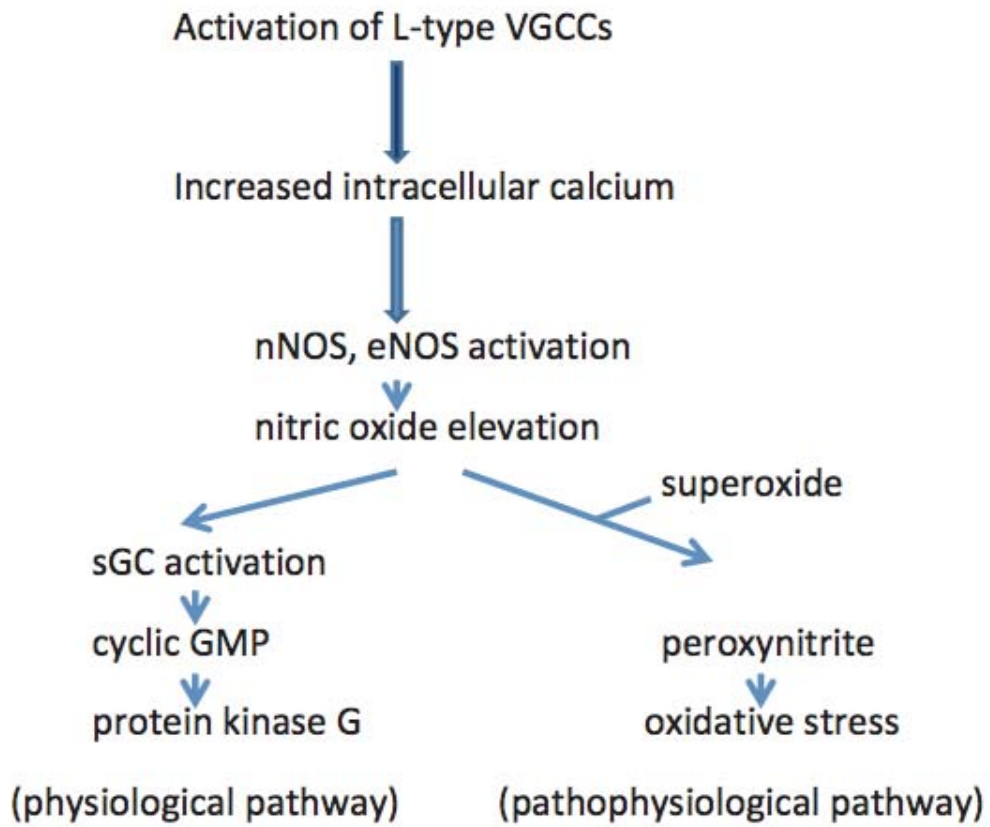 Activation of L-type VGCCs
Increased intracellular calcium
nNOS, eNOS activation
nitric oxide elevation
superoxide
sGC activation
cyclic GMP
peroxynitrite
protein kinase G
oxidative stress
(physiological pathway)
(pathophysiological pathway)